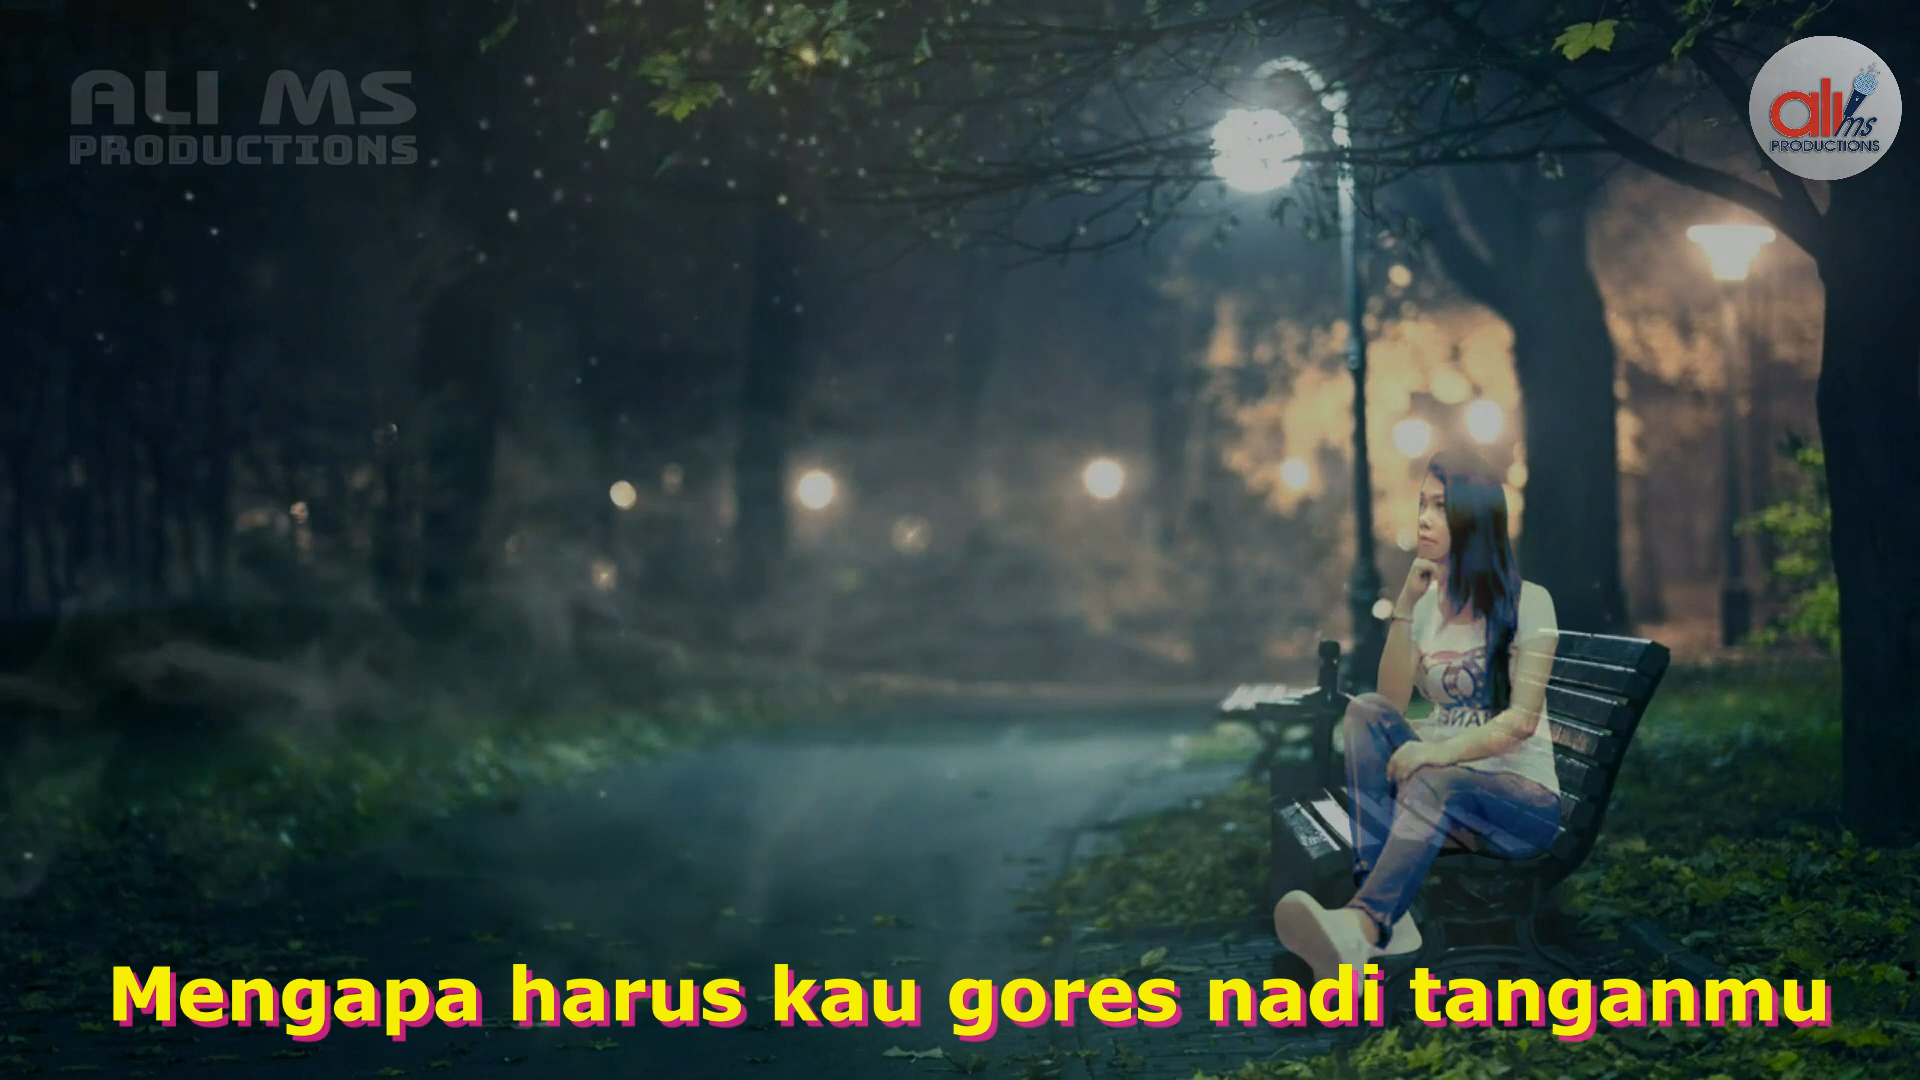 ALI MS
PRODUCTIONS
ali ms
PRODUCTIONS
Mengapa harus kau gores nadi tanganmu